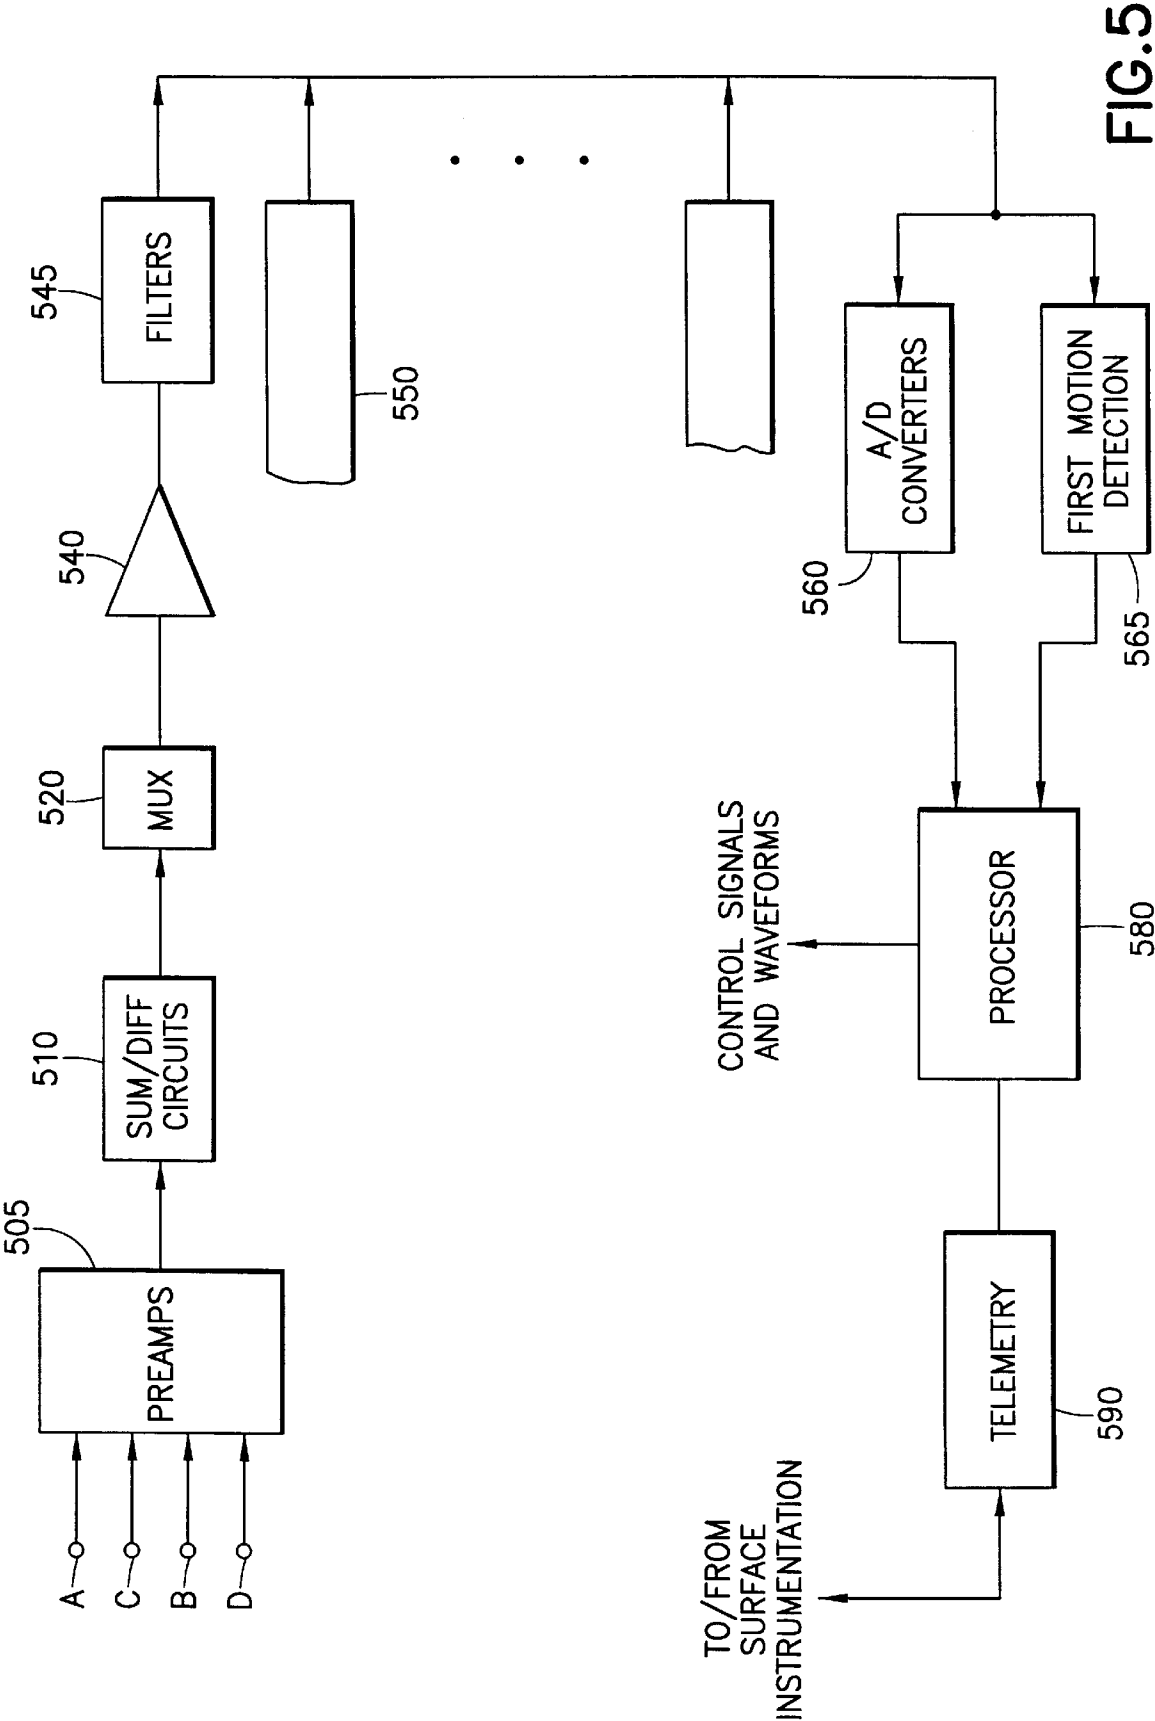 505
510
520
540
545
A
C
B
D
PREAMPS
SUM/DIFF
CIRCUITS
MUX
FILTERS
550
TO/FROM
SURFACE
INSTRUMENTATION
CONTROL SIGNALS
AND WAVEFORMS
560
A/D
CONVERTERS
TELEMETRY
PROCESSOR
FIRST MOTION
DETECTION
590
580
565
FIG.5